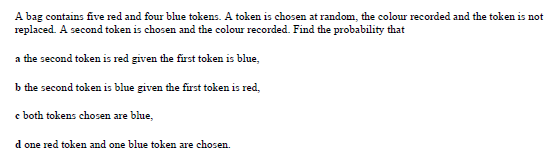 A bag contains five red and four blue tokens. A token is chosen at random, the colour recorded and the token is not
replaced. A second token is chosen and the colour recorded. Find the probability that
a the second token is red given the first token is blue,
b the second token is blue given the first token is red,
c both tokens chosen are blue,
d one red token and one blue token are chosen.